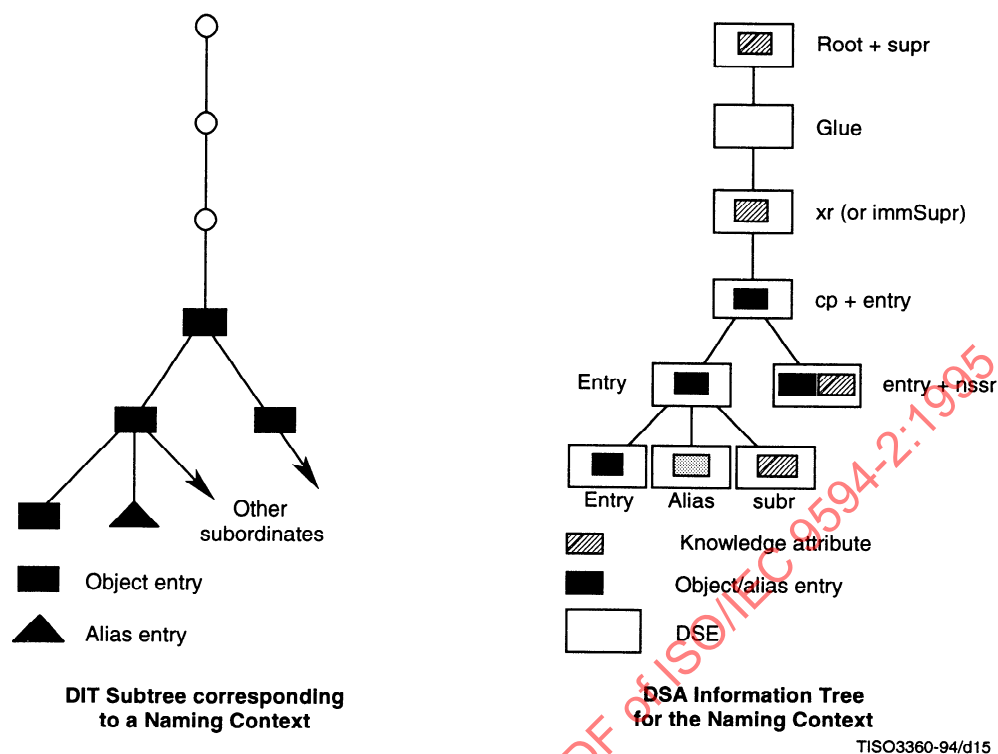 Root + supr
Glue
xr (or immSupr)
cp + entry
Entry
entry + nssr
Entry
Alias
subr
Other
subordinates
Object entry
Alias entry
Knowledge attribute
Object/alias entry
DSE
DIT Subtree corresponding
to a Naming Context
DSA Information Tree
for the Naming Context
TISO3360-94/d15
DF of ISO/IEC 9594-2:1995